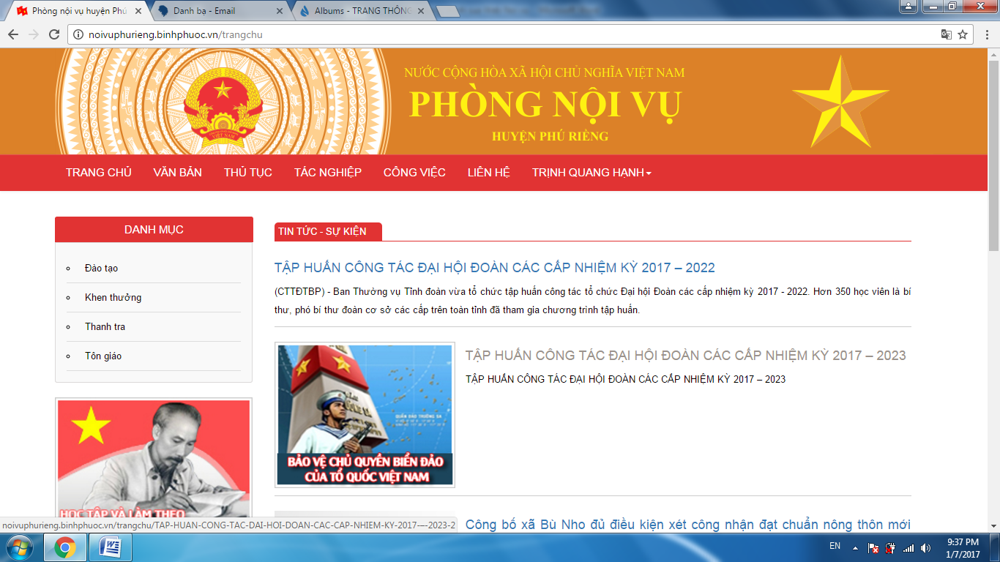 Phòng nội vụ huyện Phú
Danh bạ - Email
Albums - TRANG THÔNG
noivuphurieng.binhphuoc.vn/trangchu
NƯỚC CỘNG HÒA XÃ HỘI CHỦ NGHĨA VIỆT NAM
PHÒNG NỘI VỤ
HUYỆN PHÚ RIỀNG
VIỆT NAM
TRANG CHỦ VĂN BẢN THỦ TỤC TÁC NGHIỆP CÔNG VIỆC LIÊN HỆ TRỊNH QUANG HẠNH
DANH MỤC
Đào tạo
Khen thưởng
Thanh tra
Tôn giáo
HỌC TẬP VÀ LÀM THEO
TIN TỨC - SỰ KIỆN
TẬP HUẤN CÔNG TÁC ĐẠI HỘI ĐOÀN CÁC CẤP NHIỆM KỲ 2017 – 2022
(CTTĐTBP) - Ban Thường vụ Tỉnh đoàn vừa tổ chức tập huấn công tác tổ chức Đại hội Đoàn các cấp nhiệm kỳ 2017 - 2022. Hơn 350 học viên là bí
thư, phó bí thư đoàn cơ sở các cấp trên toàn tỉnh đã tham gia chương trình tập huấn.
QUẦN ĐẢO TRƯỜNG SA
BẢO VỆ CHỦ QUYỀN BIỂN ĐẢO
CỦA TỔ QUỐC VIỆT NAM
TẬP HUẤN CÔNG TÁC ĐẠI HỘI ĐOÀN CÁC CẤP NHIỆM KỲ 2017 – 2023
TẬP HUẤN CÔNG TÁC ĐẠI HỘI ĐOÀN CÁC CẤP NHIỆM KỲ 2017 – 2023
Công bố xã Bù Nho đủ điều kiện xét công nhận đạt chuẩn nông thôn mới
noivuphurieng.binhphuoc.vn/trangchu/TAP-HUAN-CONG-TAC-DAI-HOI-DOAN-CAC-CAP-NHIEM-KY-2017-–-2023-2
EN
9:37 PM
1/7/2017